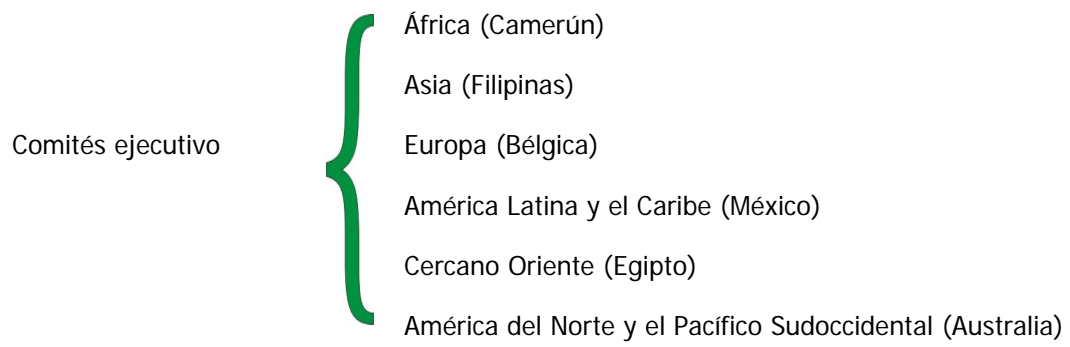 África (Camerún)
Asia (Filipinas)
Comités ejecutivo
Europa (Bélgica)
América Latina y el Caribe (México)
Cercano Oriente (Egipto)
América del Norte y el Pacífico Sudoccidental (Australia)